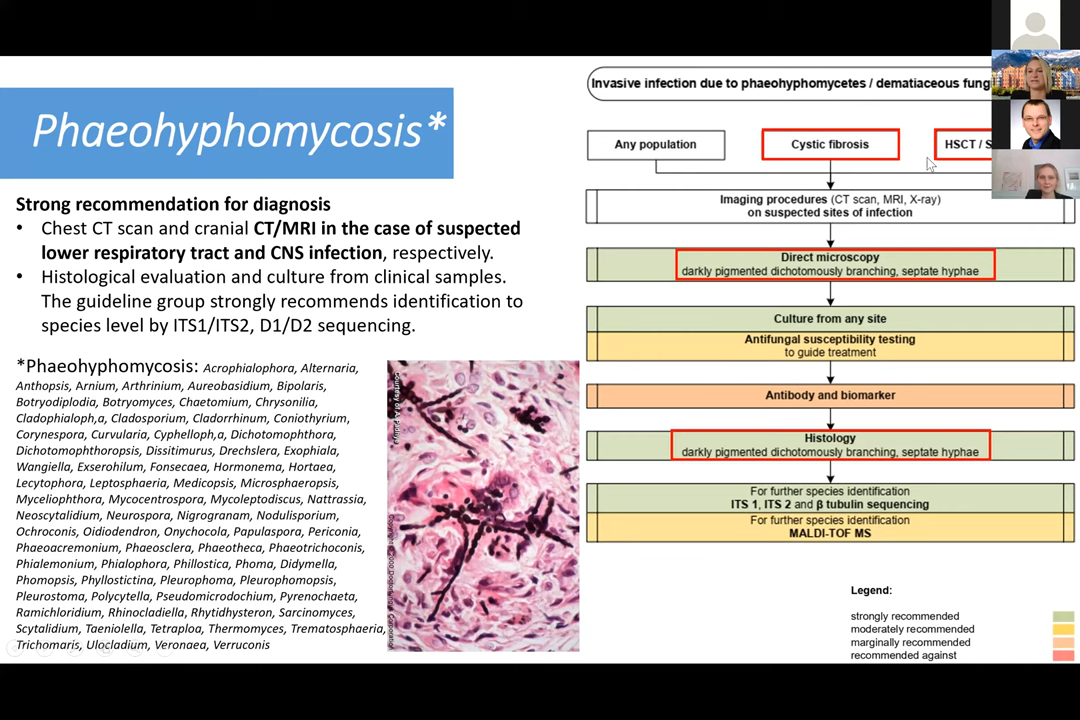 Phaeohyphomycosis*
Strong recommendation for diagnosis
• Chest CT scan and cranial CT/MRI in the case of suspected
lower respiratory tract and CNS infection, respectively.
• Histological evaluation and culture from clinical samples.
The guideline group strongly recommends identification to
species level by ITS1/ITS2, D1/D2 sequencing.
*Phaeohyphomycosis: Acrophialophora, Alternaria,
Anthopsis, Arnium, Arthrinium, Aureobasidium, Bipolaris,
Botryodiplodia, Botryomyces, Chaetomium, Chrysonilia,
Cladophialoph,a, Cladosporium, Cladorrhinum, Coniothyrium,
Corynespora, Curvularia, Cyphelloph,a, Dichotomophthora,
Dichotomophthoropsis, Dissitimurus, Drechslera, Exophiala,
Wangiella, Exserohilum, Fonsecaea, Hormonema, Hortaea,
Lecytophora, Leptosphaeria, Medicopsis, Microsphaeropsis,
Myceliophthora, Mycocentrospora, Mycoleptodiscus, Nattrassia,
Neoscytalidium, Neurospora, Nigrogranam, Nodulisporium,
Ochroconis, Oidiodendron, Onychocola, Papulaspora, Periconia,
Phaeoacremonium, Phaeosclera, Phaeotheca, Phaeotrichoconis,
Phialemonium, Phialophora, Phillostica, Phoma, Didymella,
Phomopsis, Phyllostictina, Pleurophoma, Pleurophomopsis,
Pleurostoma, Polycytella, Pseudomicrodochium, Pyrenochaeta,
Ramichloridium, Rhinocladiella, Rhytidhysteron, Sarcinomyces,
Scytalidium, Taeniolella, Tetraploa, Thermomyces, Trematosphaeria,
Trichomaris, Ulocladium, Veronaea, Verruconis
Invasive infection due to phaeohyphomycetes / dematiaceous
Any population
Cystic fibrosis
HSCT /
Imaging procedures (CT scan, MRI, X-ray)
on suspected sites of infection
Direct microscopy
darkly pigmented dichotomously branching, septate hyphae
Culture from any site
Antifungal susceptibility testing
to guide treatment
Antibody and biomarker
Histology
darkly pigmented dichotomously branching, septate hyphae
For further species identification
ITS 1, ITS 2 and β tubulin sequencing
For further species identification
MALDI-TOF MS
Legend:
strongly recommended
moderately recommended
marginally recommended
recommended against